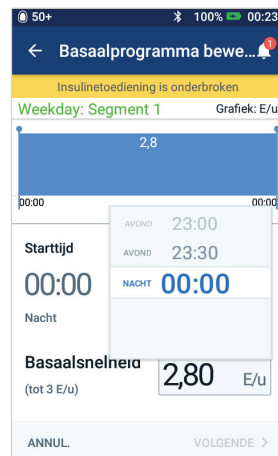 50+ 100% 00:23
Basaalprogramma bewe... 1
Insulinetoediening is onderbroken
Weekday: Segment 1 Grafiek: E/u
2,8
00:00 00:00
AVOND 23:00
Starttijd AVOND 23:30
00:00 NACHT 00:00
Nacht
Basaalsnelheid 2,80 E/u
(tot 3 E/u)
ANNUL. VOLGENDE >